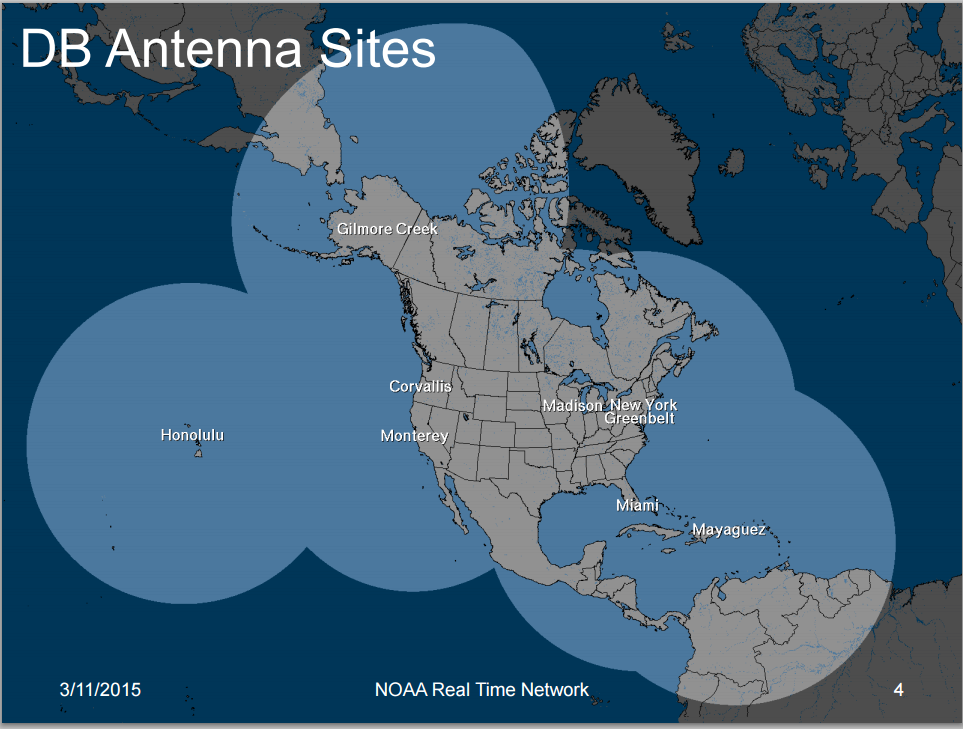 DB Antenna Sites
Gilmore Creek
Corvallis
Madison New York
Greenbelt
Honolulu
Monterey
Miami
Mayaguez
3/11/2015
NOAA Real Time Network
4